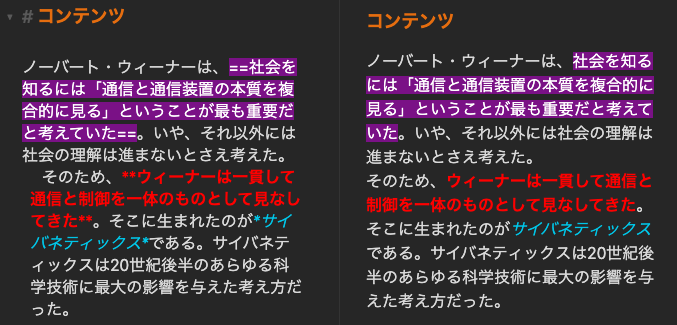 # コンテンツ
ノーバート・ウィーナーは、==社会を
知るには「通信と通信装置の本質を複
合的に見る」ということが最も重要だ
と考えていた==。いや、それ以外には
社会の理解は進まないとさえ考えた。
そのため、**ウィーナーは一貫して
通信と制御を一体のものとして見なし
てきた**。そこに生まれたのが*サイ
バネティックス*である。サイバネテ
ィックスは20世紀後半のあらゆる科
学技術に最大の影響を与えた考え方だ
った。
コンテンツ
ノーバート・ウィーナーは、社会を知る
には「通信と通信装置の本質を複合的に
見る」ということが最も重要だと考えて
いた。いや、それ以外には社会の理解は
進まないとさえ考えた。
そのため、ウィーナーは一貫して通信と
制御を一体のものとして見なしてきた。
そこに生まれたのがサイバネティックス
である。サイバネティックスは20世紀後
半のあらゆる科学技術に最大の影響を与
えた考え方だった。